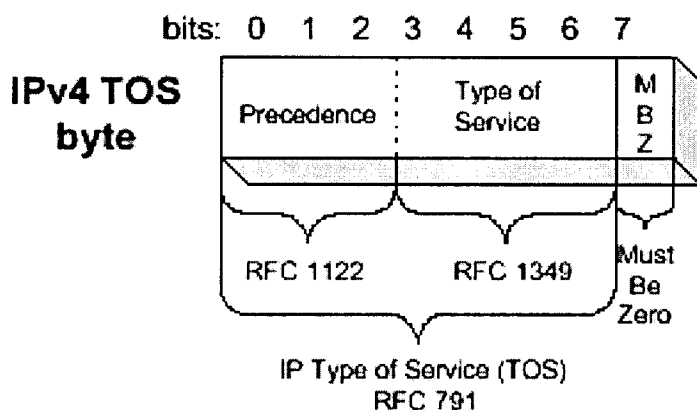 bits: 0 1 2 3 4 5 6 7
IPv4 TOS
byte
Precedence
Type of
Service
M
B
Z
RFC 1122
RFC 1349
Must
Be
Zero
IP Type of Service (TOS)
RFC 791